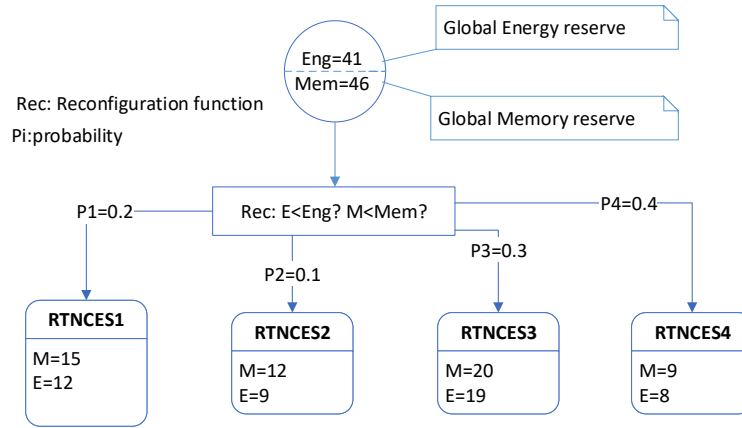 Eng=41
Mem=46
Global Energy reserve
Global Memory reserve
Rec: Reconfiguration function
Pi:probability
Rec: E<Eng? M<Mem?
P1=0.2
P2=0.1
P3=0.3
P4=0.4
RTNCES1
M=15
E=12
RTNCES2
M=12
E=9
RTNCES3
M=20
E=19
RTNCES4
M=9
E=8